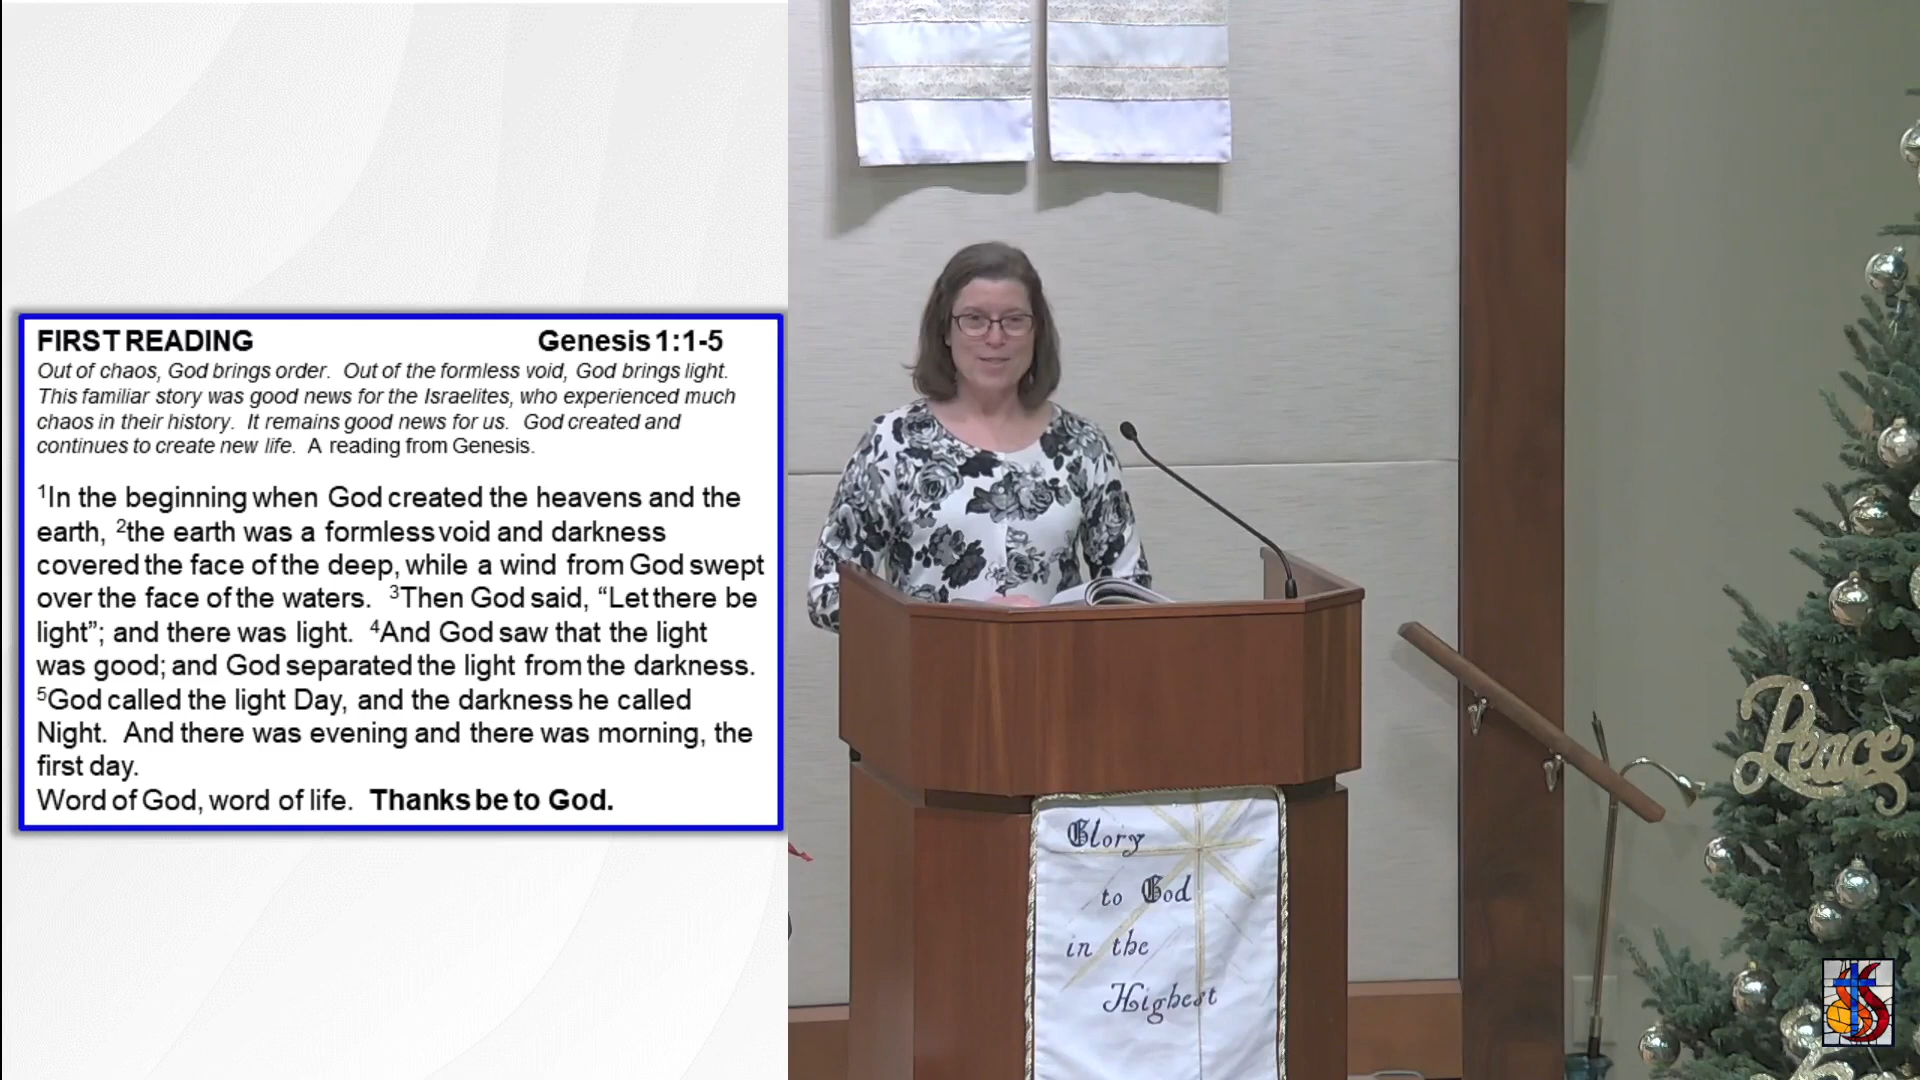 FIRST READING Genesis 1:1-5
Out of chaos, God brings order. Out of the formless void, God brings light.
This familiar story was good news for the Israelites, who experienced much
chaos in their history. It remains good news for us. God created and
continues to create new life. A reading from Genesis.
1In the beginning when God created the heavens and the
earth, 2the earth was a formless void and darkness
covered the face of the deep, while a wind from God swept
over the face of the waters. 3Then God said, “Let there be
light”; and there was light. 4And God saw that the light
was good; and God separated the light from the darkness.
5God called the light Day, and the darkness he called
Night. And there was evening and there was morning, the
first day.
Word of God, word of life. Thanks be to God.
Glory
to God
in the
Highest
Peace